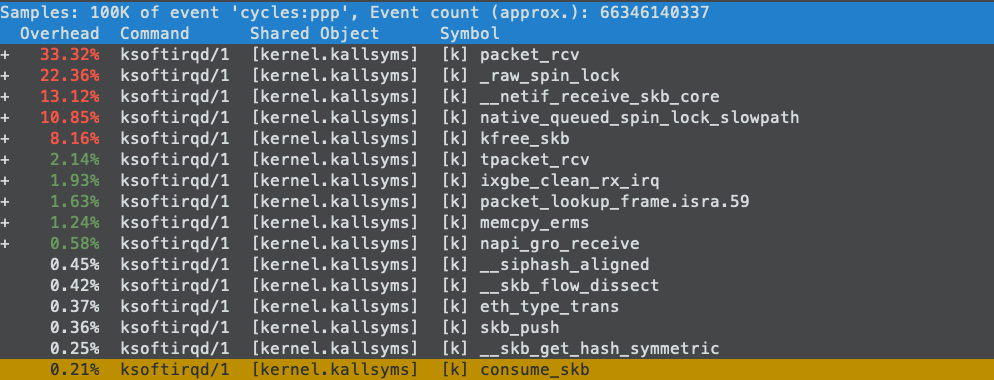 Samples: 100K of event 'cycles:ppp', Event count (approx.): 66346140337
Overhead  Command      Shared Object      Symbol
+   33.32%  ksoftirqd/1  [kernel.kallsyms]  [k] packet_rcv
+   22.36%  ksoftirqd/1  [kernel.kallsyms]  [k] _raw_spin_lock
+   13.12%  ksoftirqd/1  [kernel.kallsyms]  [k] __netif_receive_skb_core
+   10.85%  ksoftirqd/1  [kernel.kallsyms]  [k] native_queued_spin_lock_slowpath
+    8.16%  ksoftirqd/1  [kernel.kallsyms]  [k] kfree_skb
+    2.14%  ksoftirqd/1  [kernel.kallsyms]  [k] tpacket_rcv
+    1.93%  ksoftirqd/1  [kernel.kallsyms]  [k] ixgbe_clean_rx_irq
+    1.63%  ksoftirqd/1  [kernel.kallsyms]  [k] packet_lookup_frame.isra.59
+    1.24%  ksoftirqd/1  [kernel.kallsyms]  [k] memcpy_erms
+    0.58%  ksoftirqd/1  [kernel.kallsyms]  [k] napi_gro_receive
     0.45%  ksoftirqd/1  [kernel.kallsyms]  [k] __siphash_aligned
     0.42%  ksoftirqd/1  [kernel.kallsyms]  [k] __skb_flow_dissect
     0.37%  ksoftirqd/1  [kernel.kallsyms]  [k] eth_type_trans
     0.36%  ksoftirqd/1  [kernel.kallsyms]  [k] skb_push
     0.25%  ksoftirqd/1  [kernel.kallsyms]  [k] __skb_get_hash_symmetric
     0.21%  ksoftirqd/1  [kernel.kallsyms]  [k] consume_skb